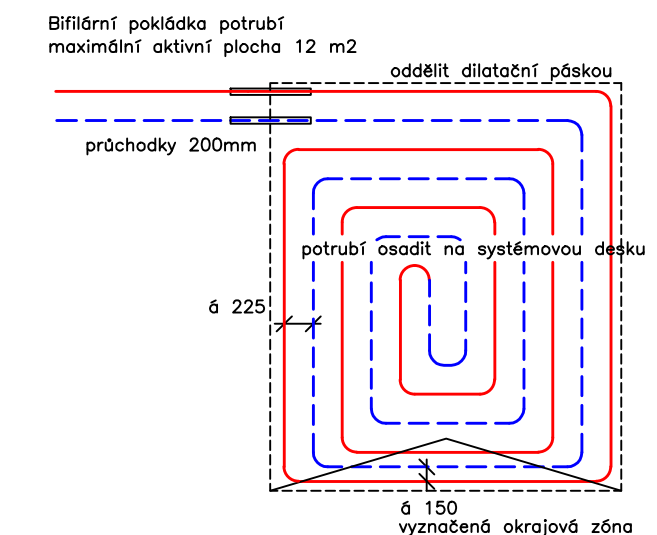 Bifilární pokládka potrubí
maximální aktivní plocha 12 m2
oddělit dilatační páskou
průchodky 200mm
potrubí osadit na systémovou desku
á 225
á 150
vyznačená okrajová zóna